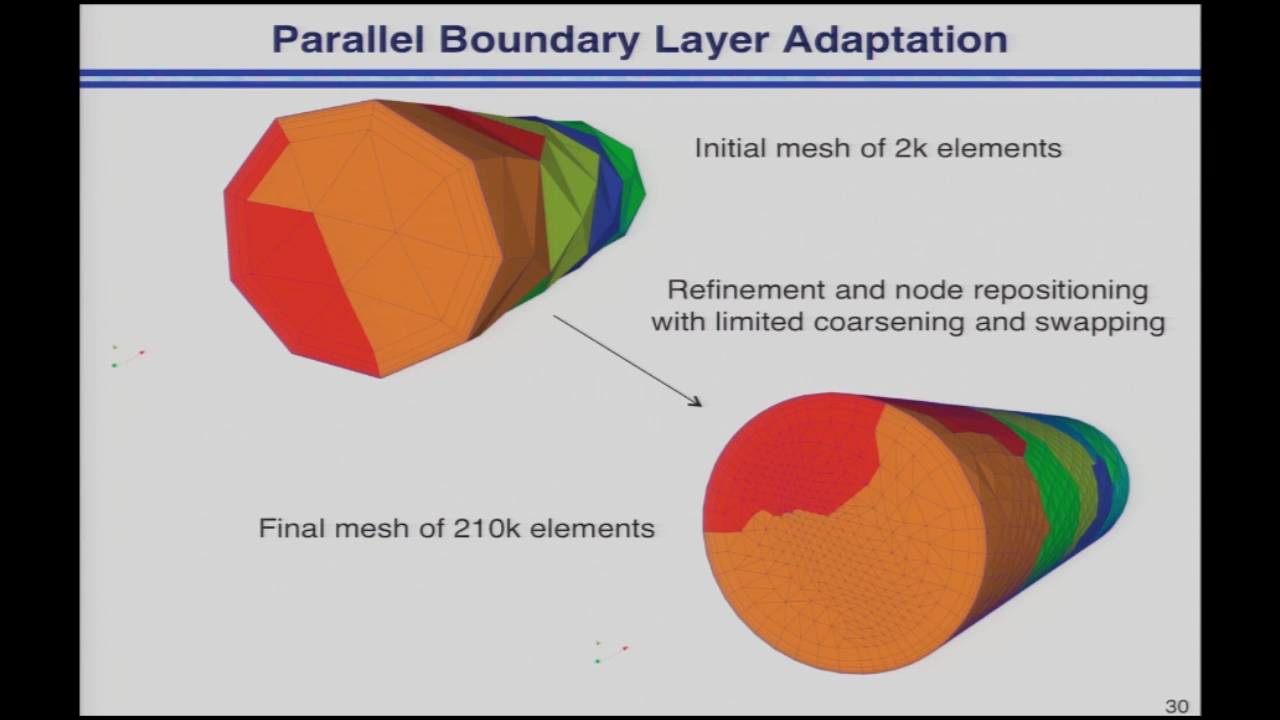 Parallel Boundary Layer Adaptation
Initial mesh of 2k elements
Refinement and node repositioning
with limited coarsening and swapping
Final mesh of 210k elements
30